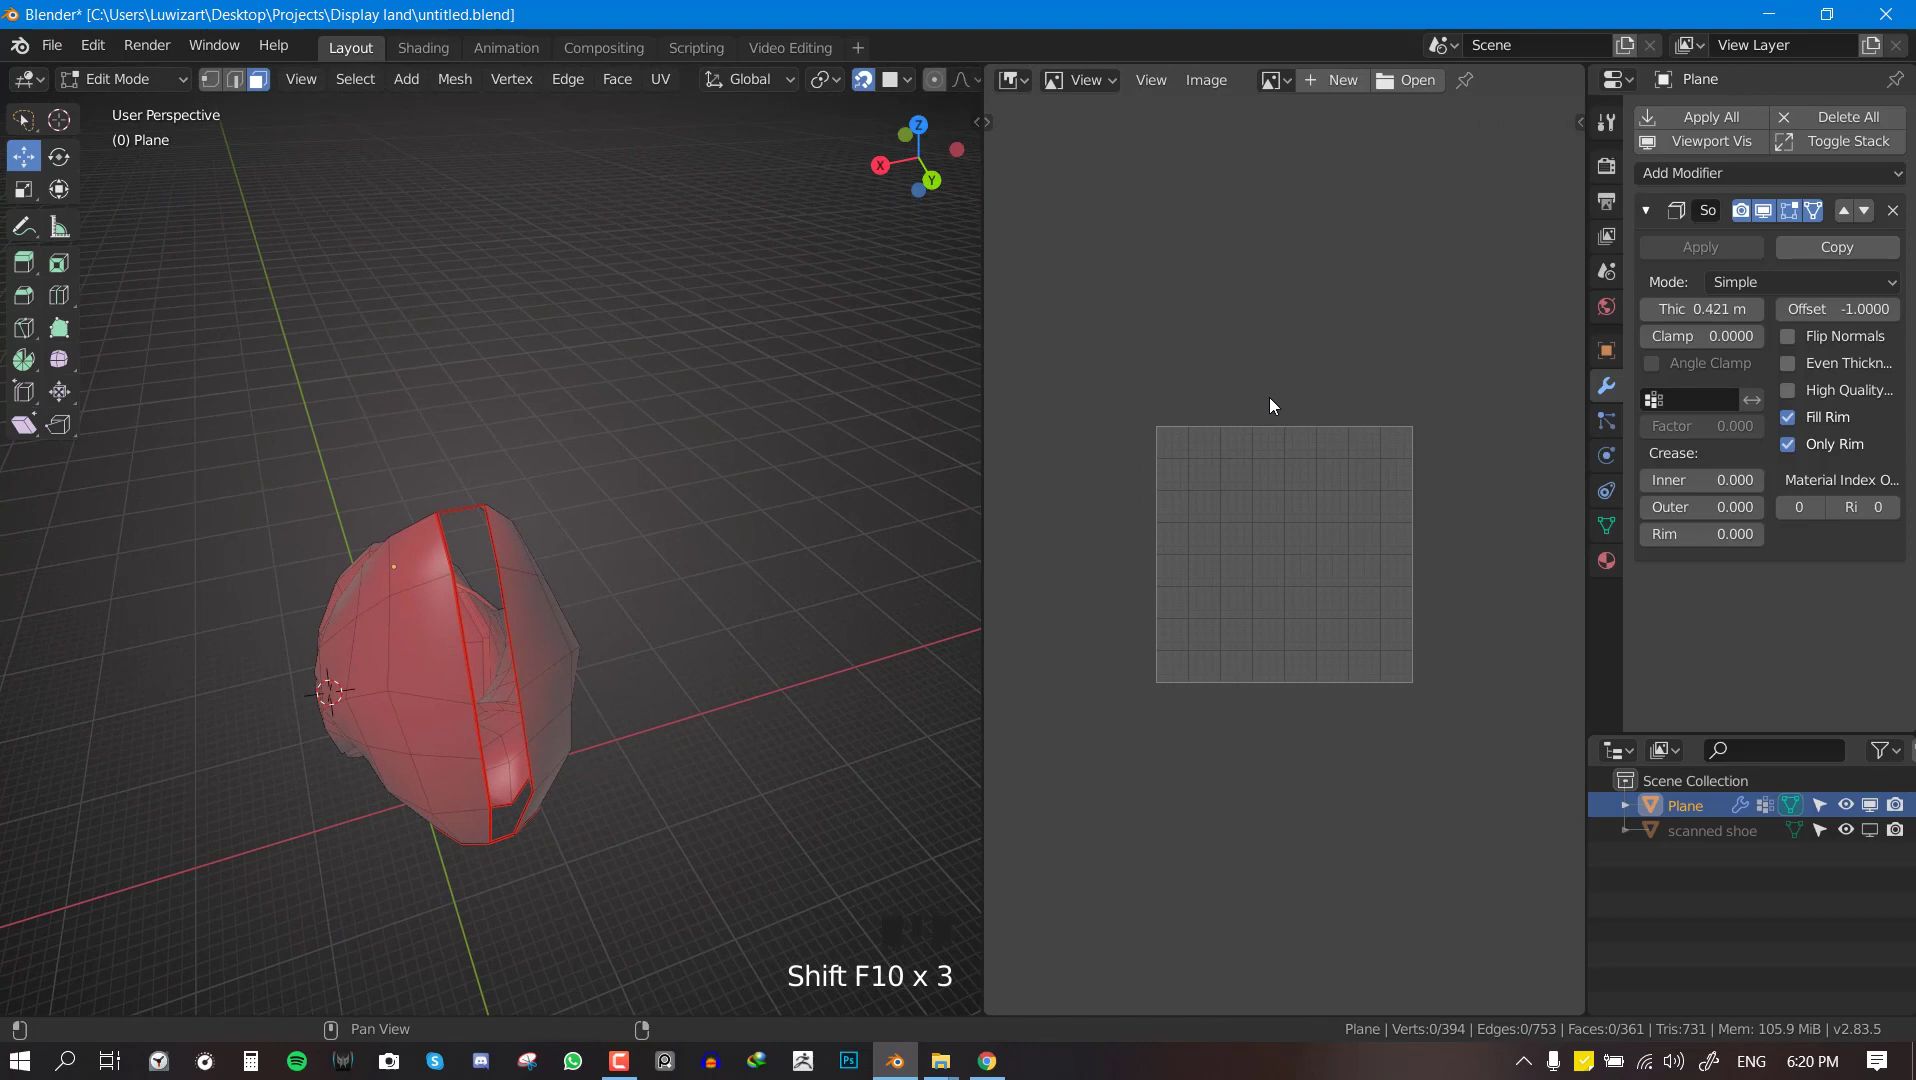 Blender* [C:\Users\Luwizart\Desktop\Projects\Display land\untitled.blend]
File Edit Render Window Help Layout Shading Animation Compositing Scripting Video Editing + Scene View Layer
Edit Mode View Select Add Mesh Vertex Edge Face UV Global View View Image New Open Plane
User Perspective
(0) Plane
Z
X
Y
Apply All Delete All
Viewport Vis Toggle Stack
Add Modifier
So
Apply Copy
Mode: Simple
Thic 0.421 m Offset -1.0000
Clamp 0.0000 Flip Normals
Angle Clamp Even Thickn...
High Quality...
Factor 0.000 Fill Rim
Crease: Only Rim
Inner 0.000 Material Index O...
Outer 0.000 0 Ri 0
Rim 0.000
Scene Collection
Plane
scanned shoe
Shift F10 x 3
Pan View Plane | Verts:0/394 | Edges:0/753 | Faces:0/361 | Tris:731 | Mem: 105.9 MiB | v2.83.5
Ps ENG 6:20 PM